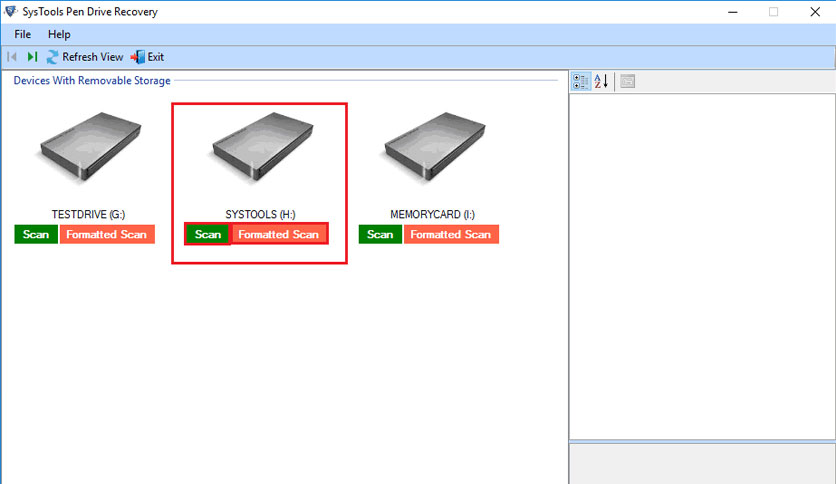 SysTools Pen Drive Recovery
File Help
Refresh View Exit
Devices With Removable Storage
A
Z
TESTDRIVE (G:) SYSTOOLS (H:) MEMORYCARD (I:)
Scan Formatted Scan Scan Formatted Scan Scan Formatted Scan